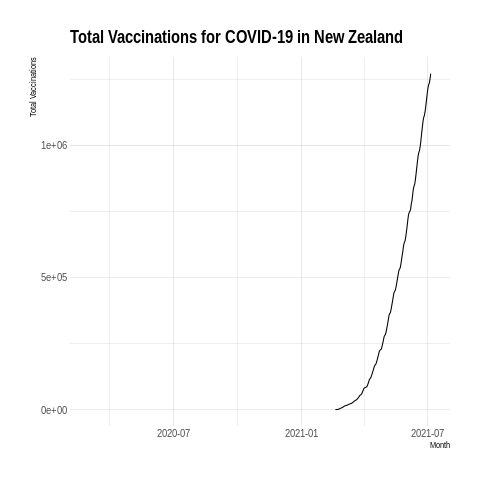 Total Vaccinations for COVID-19 in New Zealand
Total Vaccinations
1e+06
5e+05
0e+00
2020-07 2021-01 2021-07
Month